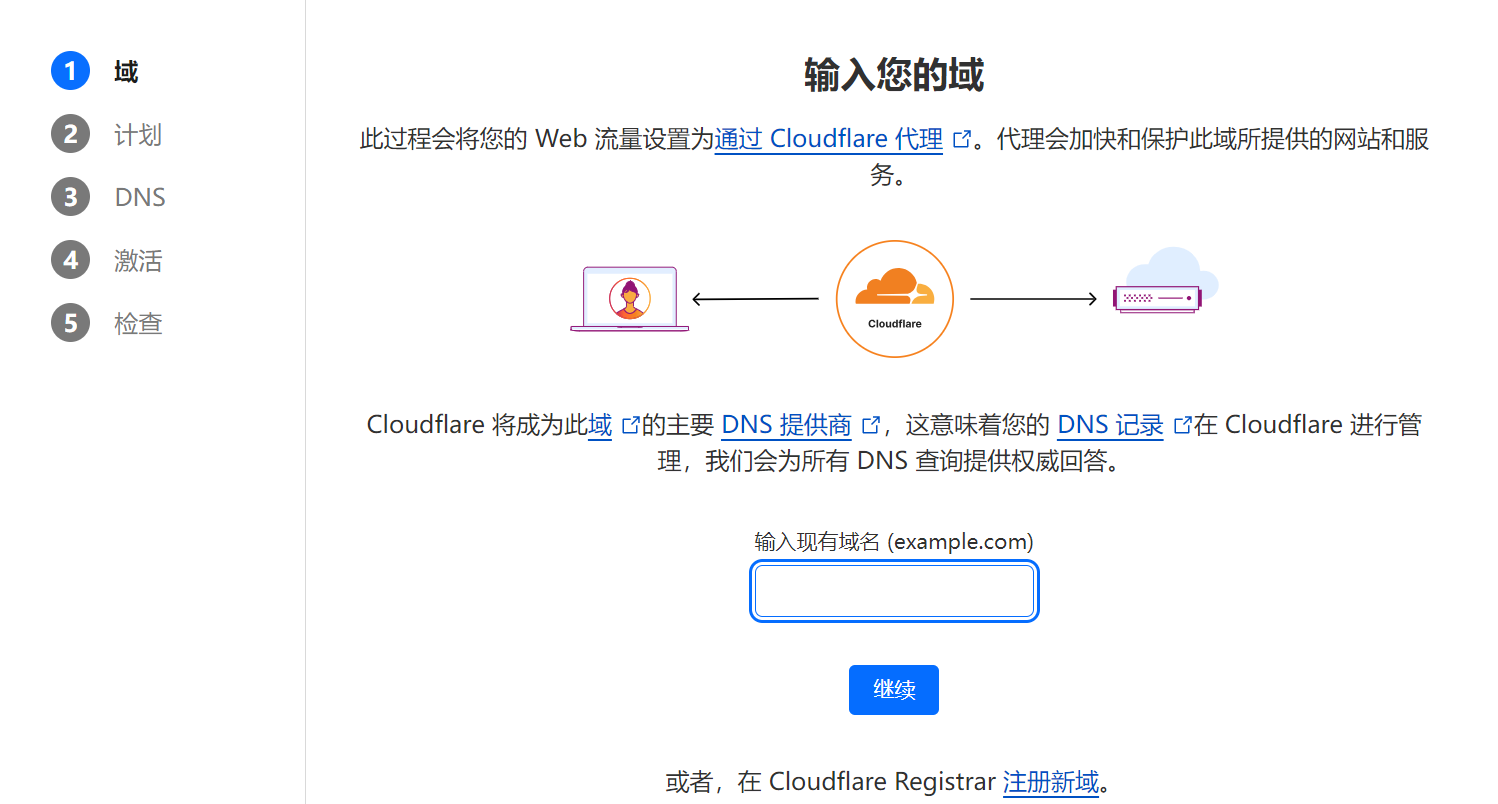 1 域
2 计划
3 DNS
4 激活
5 检查
输入您的域
此过程会将您的 Web 流量设置为通过 Cloudflare 代理。代理会加快和保护此域所提供的网站和服
务。
Cloudflare
Cloudflare 将成为此域的主要 DNS 提供商，这意味着您的 DNS 记录在 Cloudflare 进行管
理，我们会为所有 DNS 查询提供权威回答。
输入现有域名 (example.com)
继续
或者，在 Cloudflare Registrar 注册新域。